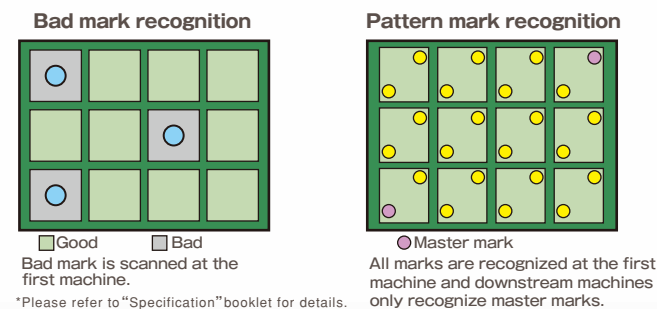 Bad mark recognition
Good
Bad
Bad mark is scanned at the
first machine.
*Please refer to“Specification”booklet for details.
Pattern mark recognition
Master mark
All marks are recognized at the first
machine and downstream machines
only recognize master marks.